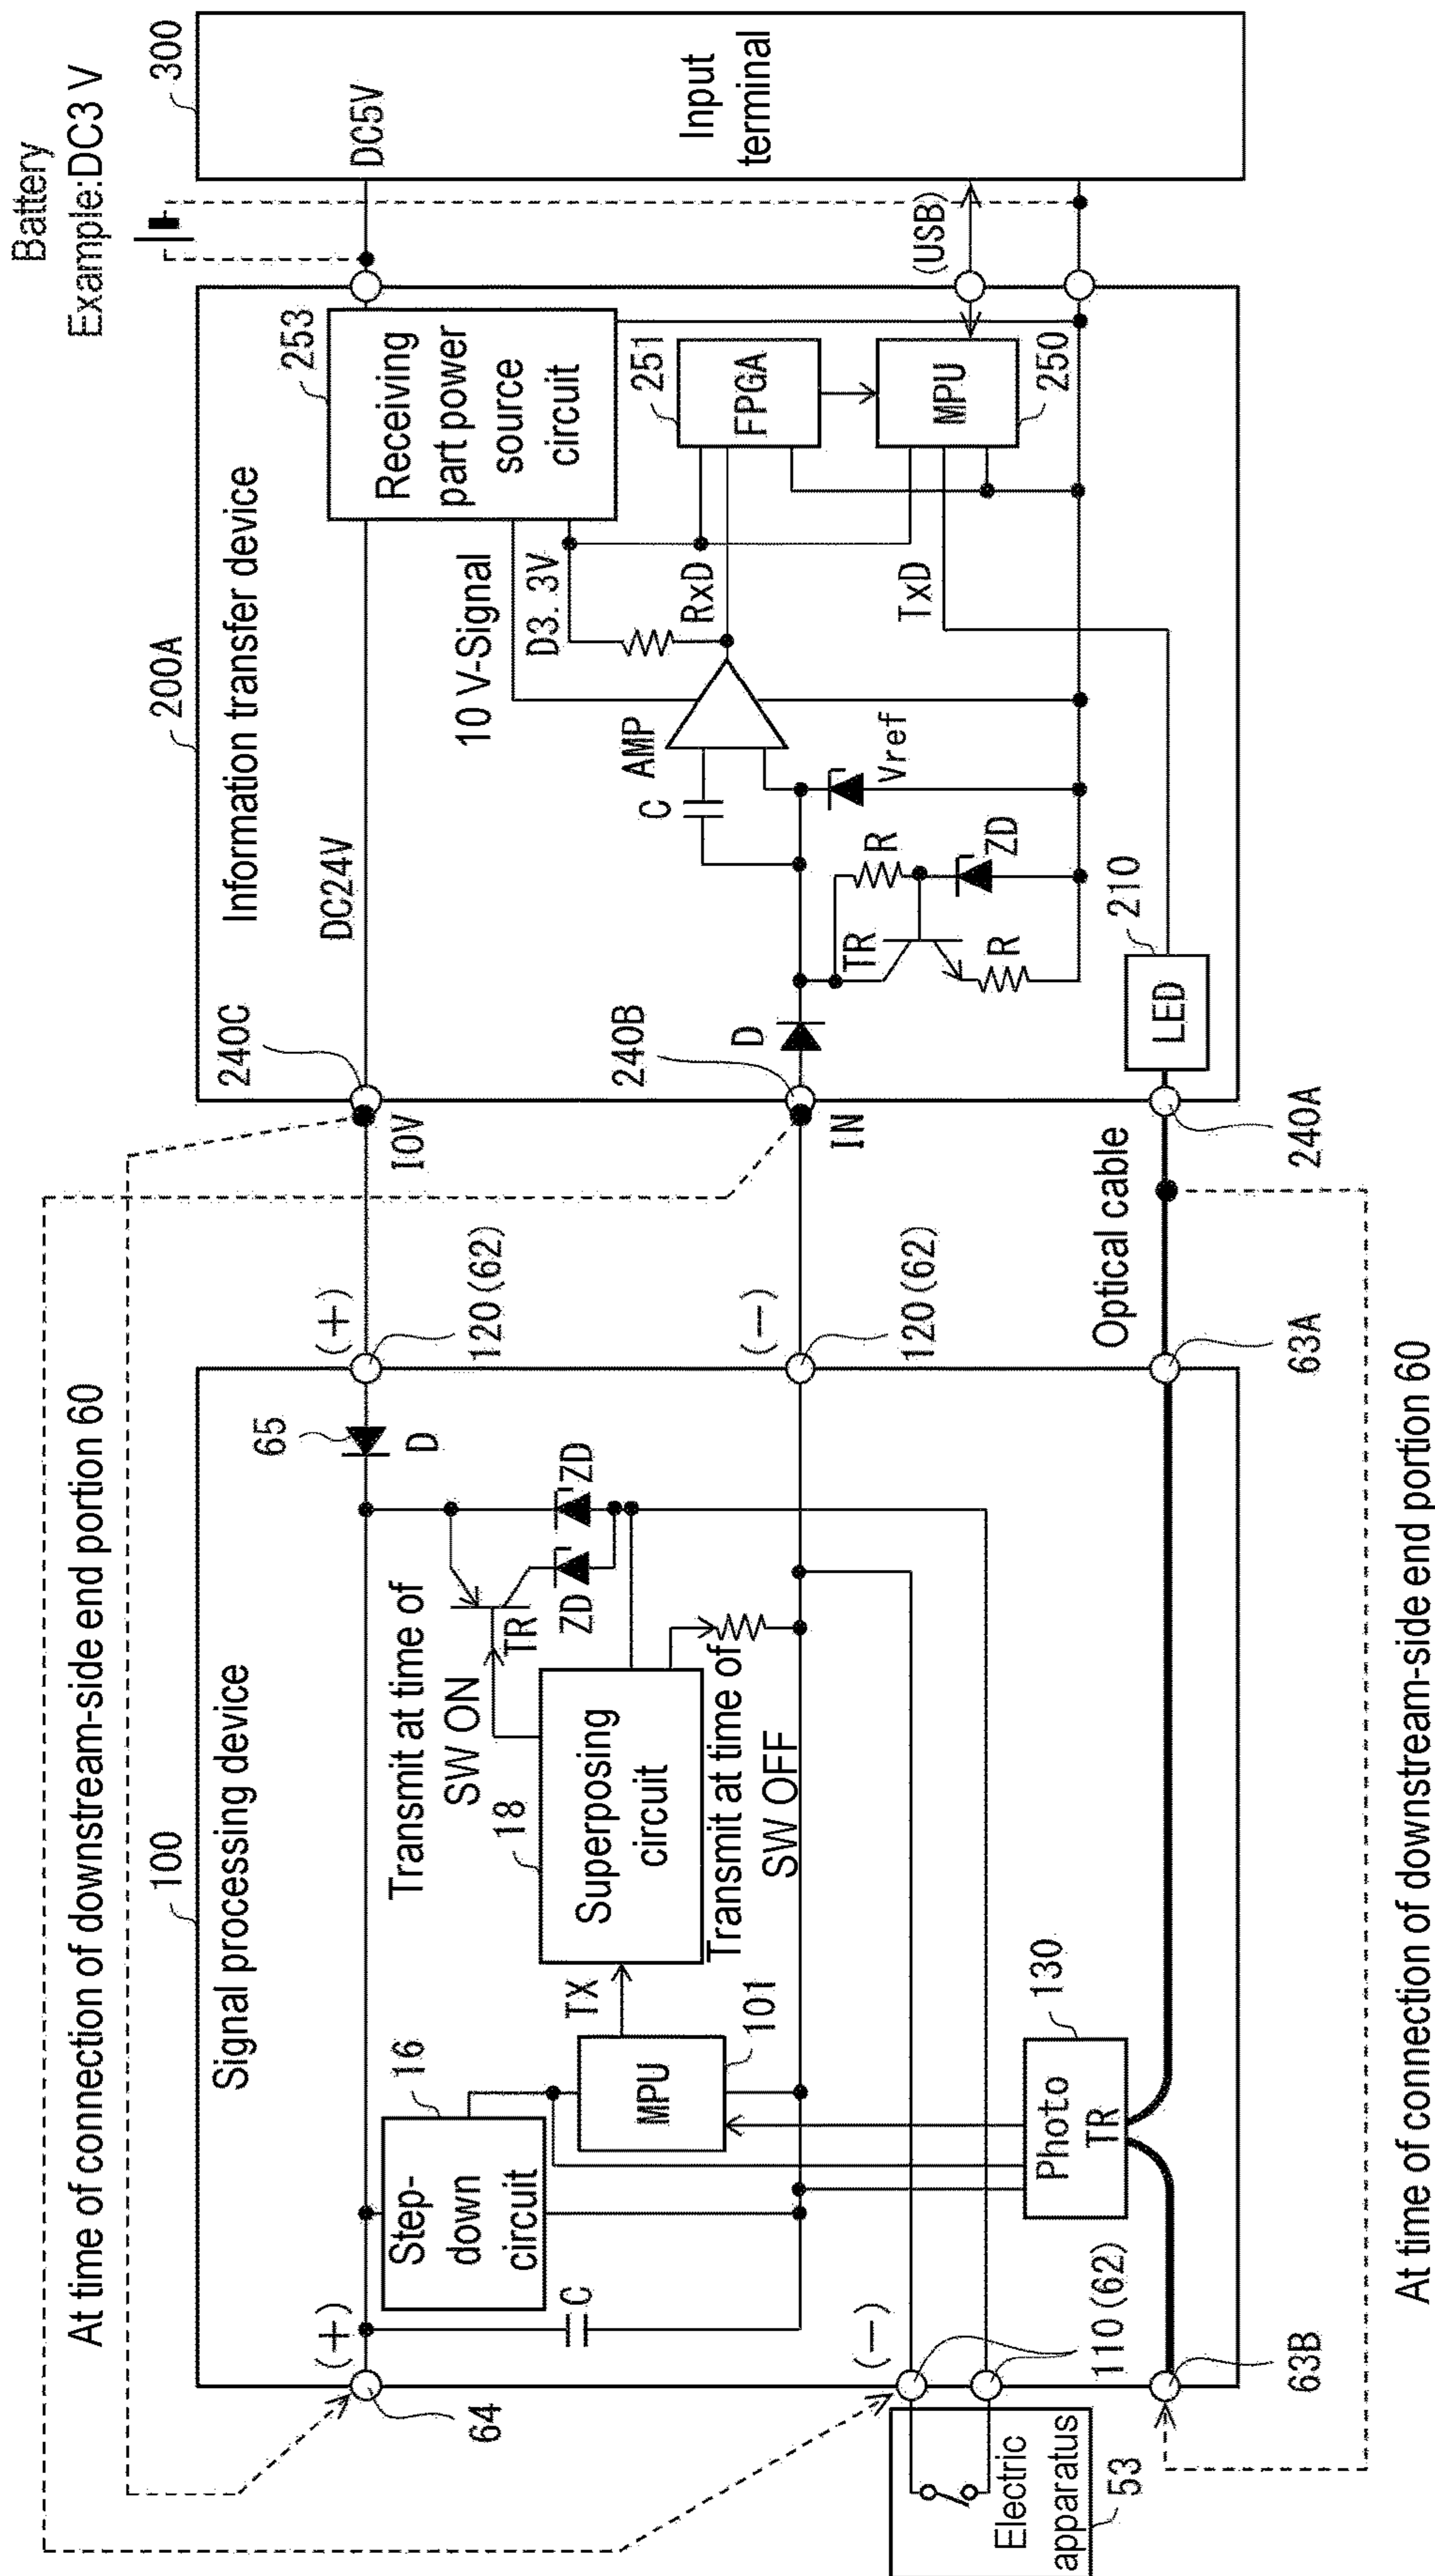 At time of connection of downstream-side end portion 60
100
Signal processing device
(+)
64
C
16
Step-
down
circuit
MPU
101
TX
18
Superposing
circuit
Transmit at time of
SW ON
TR
ZD
ZD
Transmit at time of
SW OFF
65
D
(+)
120(62)
(-)
120(62)
130
Photo
TR
(-)
110(62)
63B
63A
Electric
apparatus
53
Optical cable
IOV
IN
240C
240B
240A
200A
Information transfer device
DC24V
D
TR
R
R
ZD
Vref
C
AMP
10 V-Signal
D3.3V
RxD
TxD
LED
210
253
Receiving
part power
source
circuit
251
FPGA
MPU
250
(USB)
Battery
Example:DC3 V
300
DC5V
Input
terminal
At time of connection of downstream-side end portion 60